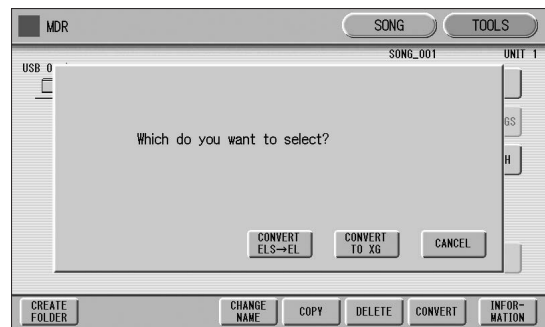 MDR
SONG
TOOLS
SONG_001
UNIT 1
USB 0
GS
H
Which do you want to select?
CONVERT
ELS→EL
CONVERT
TO XG
CANCEL
CREATE
FOLDER
CHANGE
NAME
COPY
DELETE
CONVERT
INFOR-
MATION